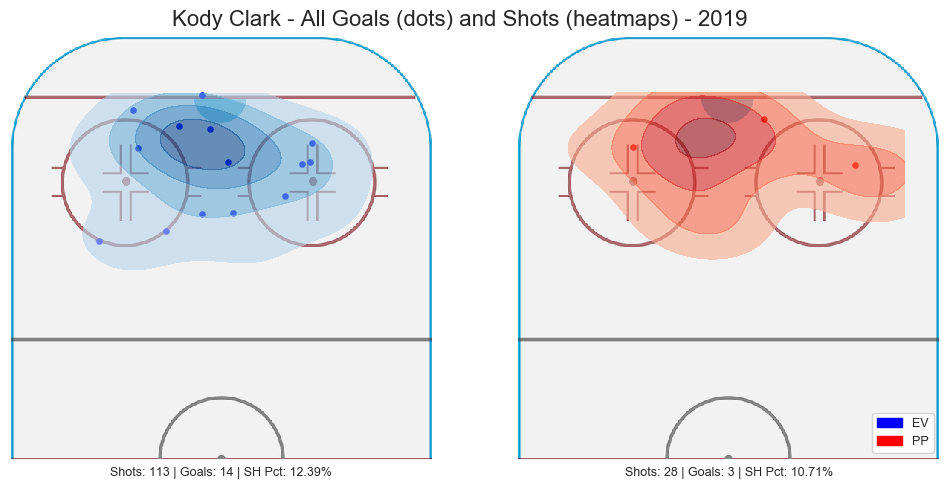 Kody Clark - All Goals (dots) and Shots (heatmaps) - 2019
EV
PP
Shots: 113 | Goals: 14 | SH Pct: 12.39%
Shots: 28 | Goals: 3 | SH Pct: 10.71%